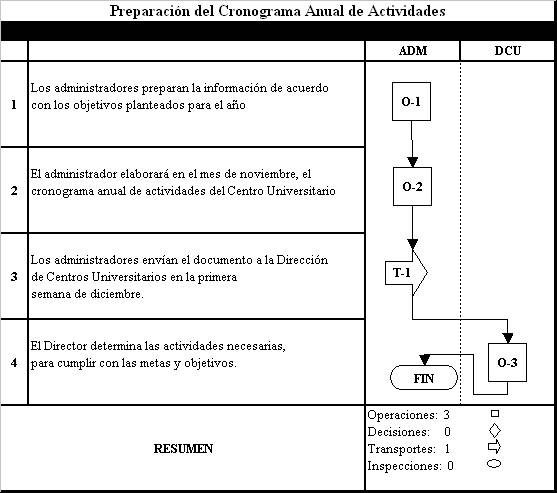 Preparación del Cronograma Anual de Actividades
ADM DCU
1 Los administradores preparan la información de acuerdo
con los objetivos planteados para el año
O-1
2 El administrador elaborará en el mes de noviembre, el
cronograma anual de actividades del Centro Universitario
O-2
3 Los administradores envían el documento a la Dirección
de Centros Universitarios en la primera
semana de diciembre.
T-1
4 El Director determina las actividades necesarias,
para cumplir con las metas y objetivos.
O-3
FIN
RESUMEN
Operaciones: 3
Decisiones: 0
Transportes: 1
Inspecciones: 0